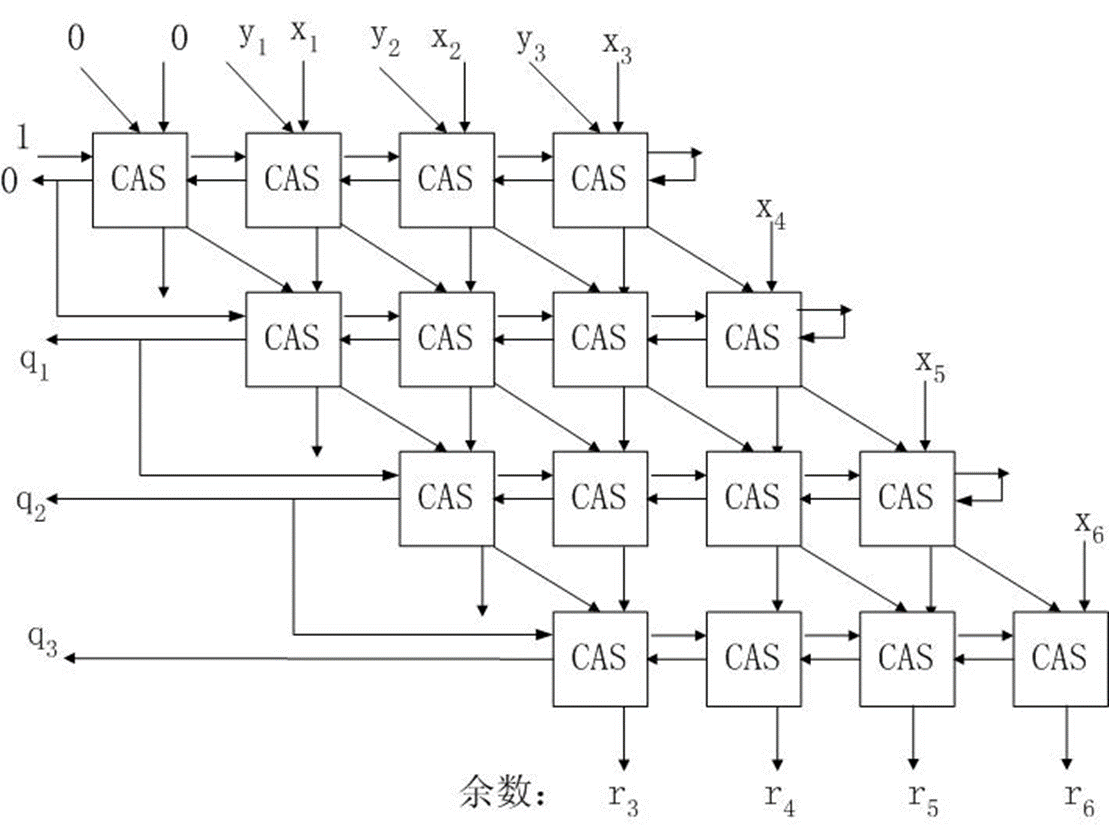 0 0 y₁ x₁ y₂ x₂ y₃ x₃
1
CAS CAS CAS CAS
0
x₄
CAS CAS CAS CAS
q₁
x₅
CAS CAS CAS CAS
q₂
x₆
q₃
CAS CAS CAS CAS
余数： r₃ r₄ r₅ r₆